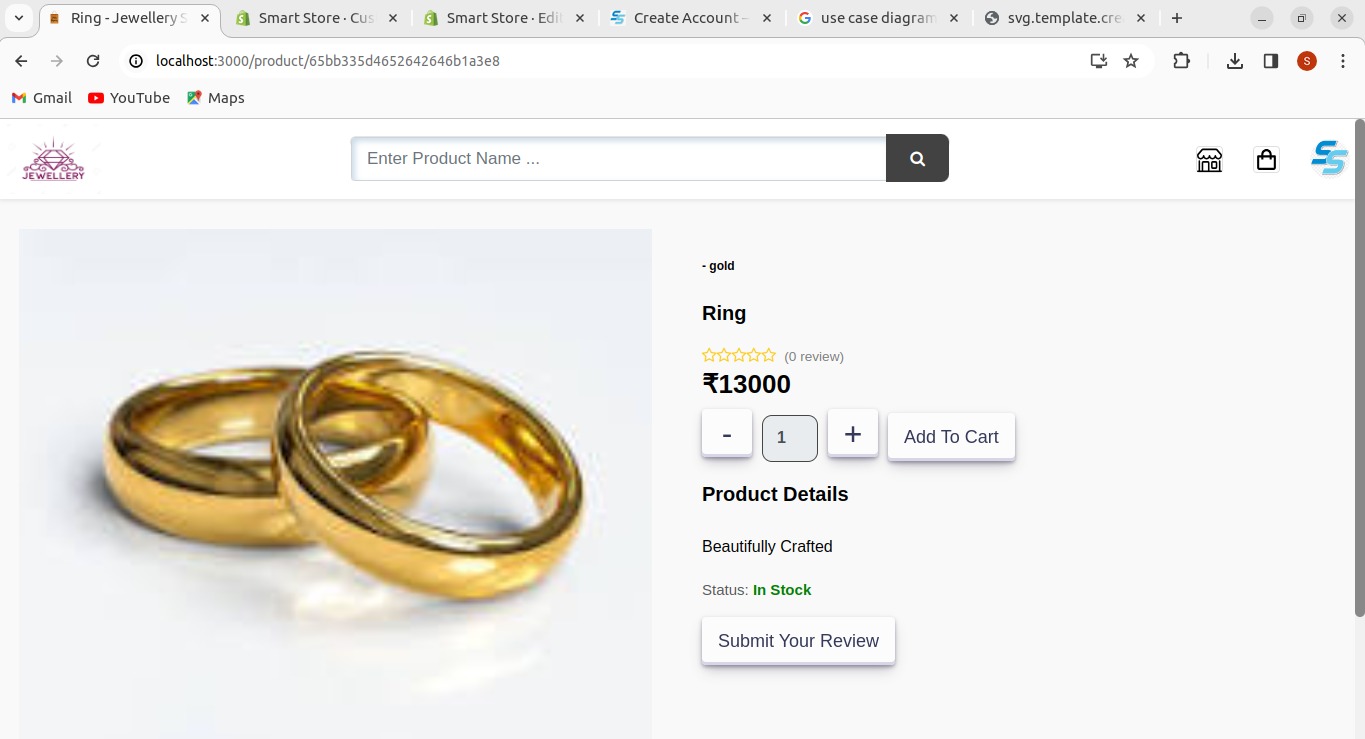 Ring - Jewellery S
Smart Store · Cus
Smart Store · Edit
Create Account –
use case diagram
svg.template.cre
localhost:3000/product/65bb335d4652642646b1a3e8
S
Gmail
YouTube
Maps
JEWELLERY
Enter Product Name ...
SS
- gold
Ring
(0 review)
₹13000
-
1
+
Add To Cart
Product Details
Beautifully Crafted
Status: In Stock
Submit Your Review